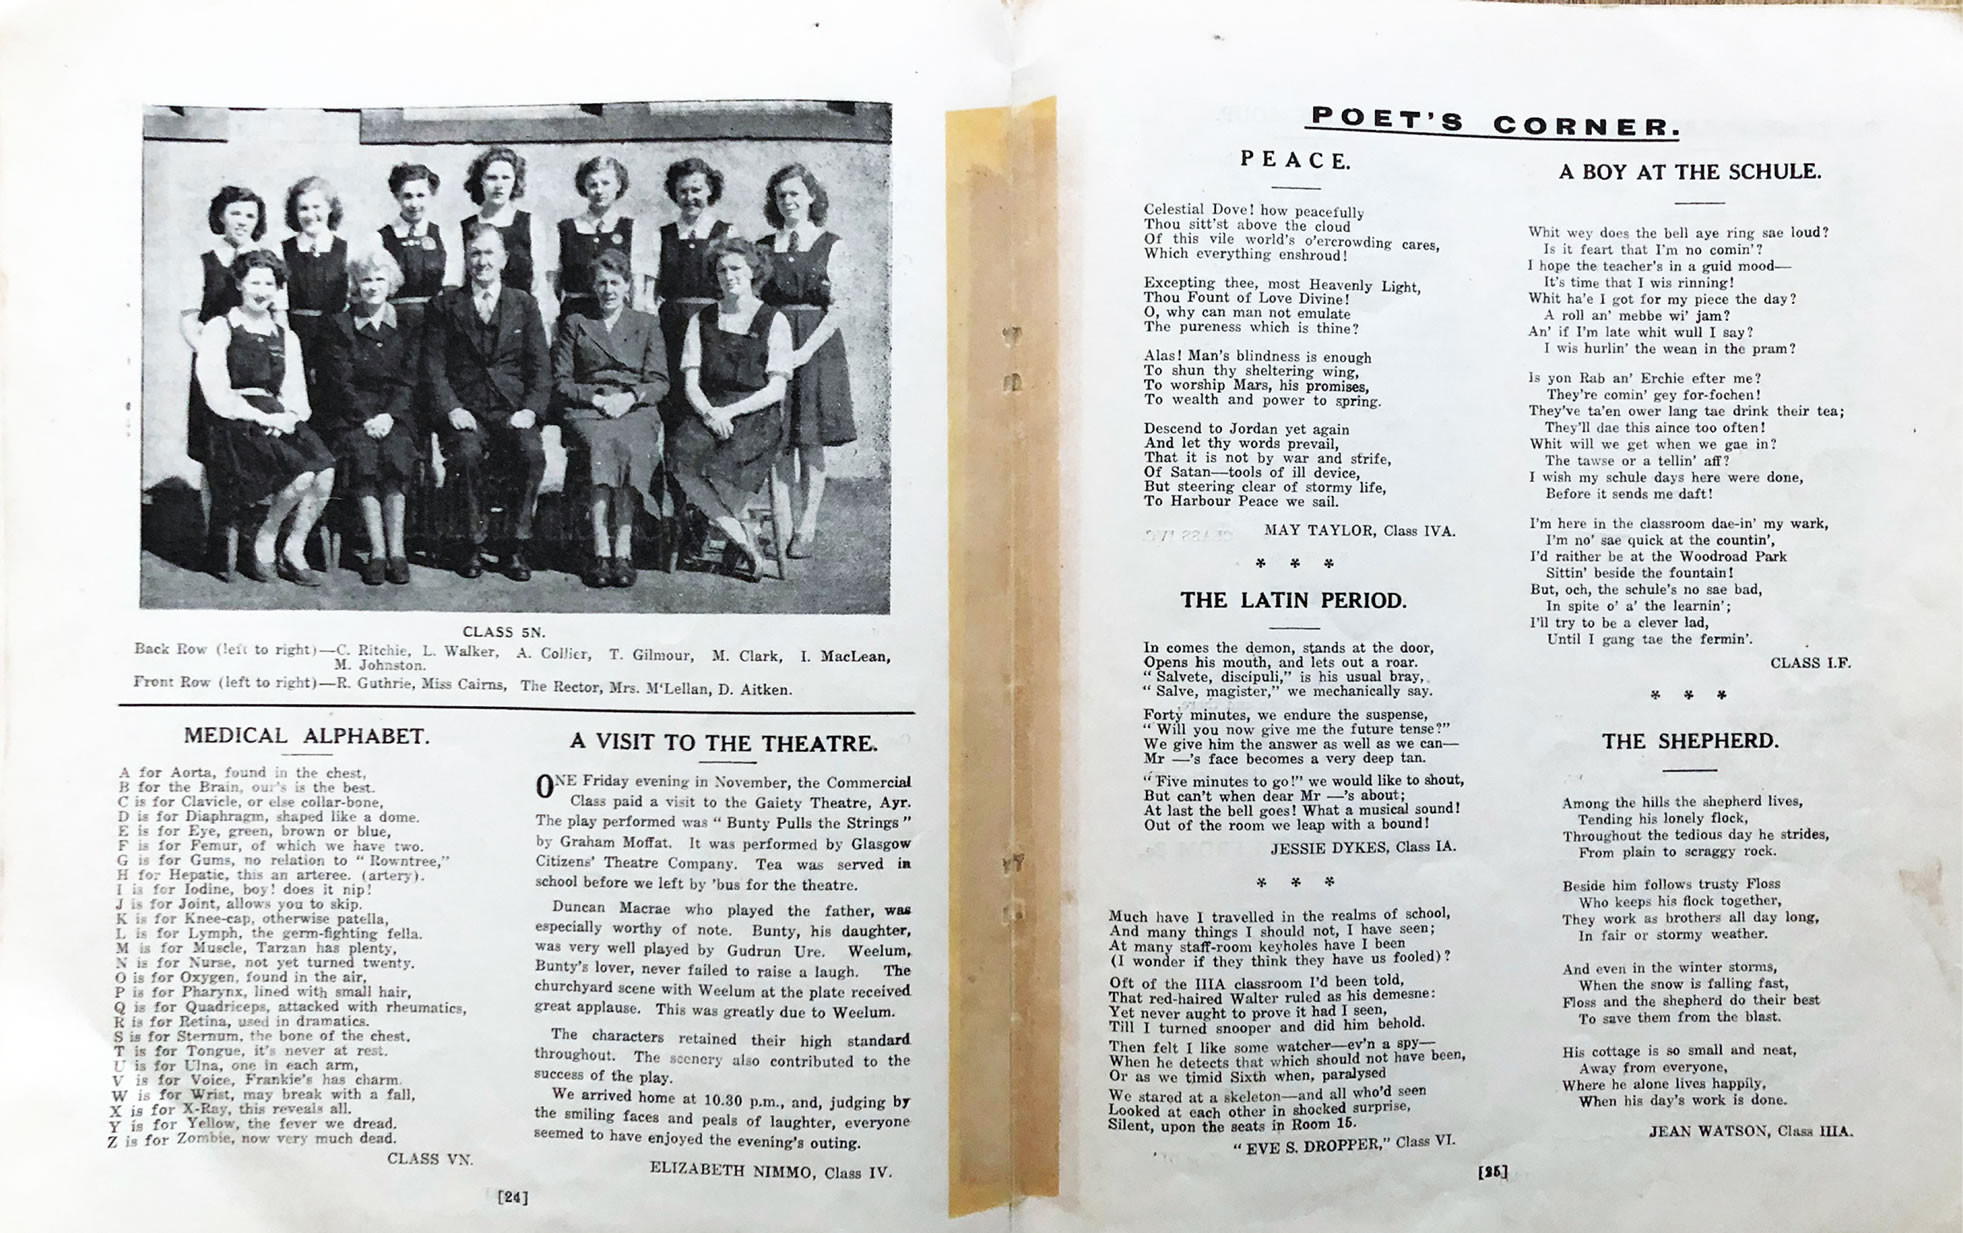 CLASS 5N.
Back Row (left to right)—C. Ritchie, L. Walker, A. Collier, T. Gilmour, M. Clark, I. MacLean,
M. Johnston.
Front Row (left to right)—R. Guthrie, Miss Cairns, The Rector, Mrs. M'Lellan, D. Aitken.
MEDICAL ALPHABET.
A for Aorta, found in the chest,
B for the Brain, our's is the best.
C is for Clavicle, or else collar-bone,
D is for Diaphragm, shaped like a dome.
E is for Eye, green, brown or blue,
F is for Femur, of which we have two.
G is for Gums, no relation to " Rowntree,"
H for Hepatic, this an arteree. (artery).
I is for Iodine, boy! does it nip!
J is for Joint, allows you to skip.
K is for Knee-cap, otherwise patella,
L is for Lymph, the germ-fighting fella.
M is for Muscle, Tarzan has plenty,
N is for Nurse, not yet turned twenty.
O is for Oxygen, found in the air,
P is for Pharynx, lined with small hair,
Q is for Quadriceps, attacked with rheumatics,
R is for Retina, used in dramatics.
S is for Sternum, the bone of the chest,
T is for Tongue, it's never at rest.
U is for Ulna, one in each arm,
V is for Voice, Frankie's has charm.
W is for Wrist, may break with a fall,
X is for X-Ray, this reveals all.
Y is for Yellow, the fever we dread.
Z is for Zombie, now very much dead.
CLASS VN.
A VISIT TO THE THEATRE.
ONE Friday evening in November, the Commercial
Class paid a visit to the Gaiety Theatre, Ayr.
The play performed was " Bunty Pulls the Strings "
by Graham Moffat. It was performed by Glasgow
Citizens' Theatre Company. Tea was served in
school before we left by 'bus for the theatre.
Duncan Macrae who played the father, was
especially worthy of note. Bunty, his daughter,
was very well played by Gudrun Ure. Weelum,
Bunty's lover, never failed to raise a laugh. The
churchyard scene with Weelum at the plate received
great applause. This was greatly due to Weelum.
The characters retained their high standard
throughout. The scenery also contributed to the
success of the play.
We arrived home at 10.30 p.m., and, judging by
the smiling faces and peals of laughter, everyone
seemed to have enjoyed the evening's outing.
ELIZABETH NIMMO, Class IV.
[24]
POET'S CORNER.
PEACE.
Celestial Dove! how peacefully
Thou sitt'st above the cloud
Of this vile world's o'ercrowding cares,
Which everything enshroud!
Excepting thee, most Heavenly Light,
Thou Fount of Love Divine!
O, why can man not emulate
The pureness which is thine?
Alas! Man's blindness is enough
To shun thy sheltering wing,
To worship Mars, his promises,
To wealth and power to spring.
Descend to Jordan yet again
And let thy words prevail,
That it is not by war and strife,
Of Satan—tools of ill device,
But steering clear of stormy life,
To Harbour Peace we sail.
MAY TAYLOR, Class IVA.
* * *
THE LATIN PERIOD.
In comes the demon, stands at the door,
Opens his mouth, and lets out a roar.
" Salvete, discipuli," is his usual bray,
" Salve, magister," we mechanically say.
Forty minutes, we endure the suspense,
" Will you now give me the future tense?"
We give him the answer as well as we can—
Mr —'s face becomes a very deep tan.
" Five minutes to go!" we would like to shout,
But can't when dear Mr —'s about;
At last the bell goes! What a musical sound!
Out of the room we leap with a bound!
JESSIE DYKES, Class IA.
* * *
Much have I travelled in the realms of school,
And many things I should not, I have seen;
At many staff-room keyholes have I been
(I wonder if they think they have us fooled)?
Oft of the IIIA classroom I'd been told,
That red-haired Walter ruled as his demesne:
Yet never aught to prove it had I seen,
Till I turned snooper and did him behold.
Then felt I like some watcher—ev'n a spy—
When he detects that which should not have been,
Or as we timid Sixth when, paralysed
We stared at a skeleton—and all who'd seen
Looked at each other in shocked surprise,
Silent, upon the seats in Room 15.
" EVE S. DROPPER," Class VI.
A BOY AT THE SCHULE.
Whit wey does the bell aye ring sae loud?
Is it feart that I'm no comin'?
I hope the teacher's in a guid mood—
It's time that I wis rinning!
Whit ha'e I got for my piece the day?
A roll an' mebbe wi' jam?
An' if I'm late whit wull I say?
I wis hurlin' the wean in the pram?
Is yon Rab an' Erchie efter me?
They're comin' gey for-fochen!
They've ta'en ower lang tae drink their tea;
They'll dae this aince too often!
Whit will we get when we gae in?
The tawse or a tellin' aff?
I wish my schule days here were done,
Before it sends me daft!
I'm here in the classroom dae-in' my wark,
I'm no' sae quick at the countin',
I'd raither be at the Woodroad Park
Sittin' beside the fountain!
But, och, the schule's no sae bad,
In spite o' a' the learnin';
I'll try to be a clever lad,
Until I gang tae the fermin'.
CLASS I.F.
* * *
THE SHEPHERD.
Among the hills the shepherd lives,
Tending his lonely flock,
Throughout the tedious day he strides,
From plain to scraggy rock.
Beside him follows trusty Floss
Who keeps his flock together,
They work as brothers all day long,
In fair or stormy weather.
And even in the winter storms,
When the snow is falling fast,
Floss and the shepherd do their best
To save them from the blast.
His cottage is so small and neat,
Away from everyone,
Where he alone lives happily,
When his day's work is done.
JEAN WATSON, Class IIIA.
[25]